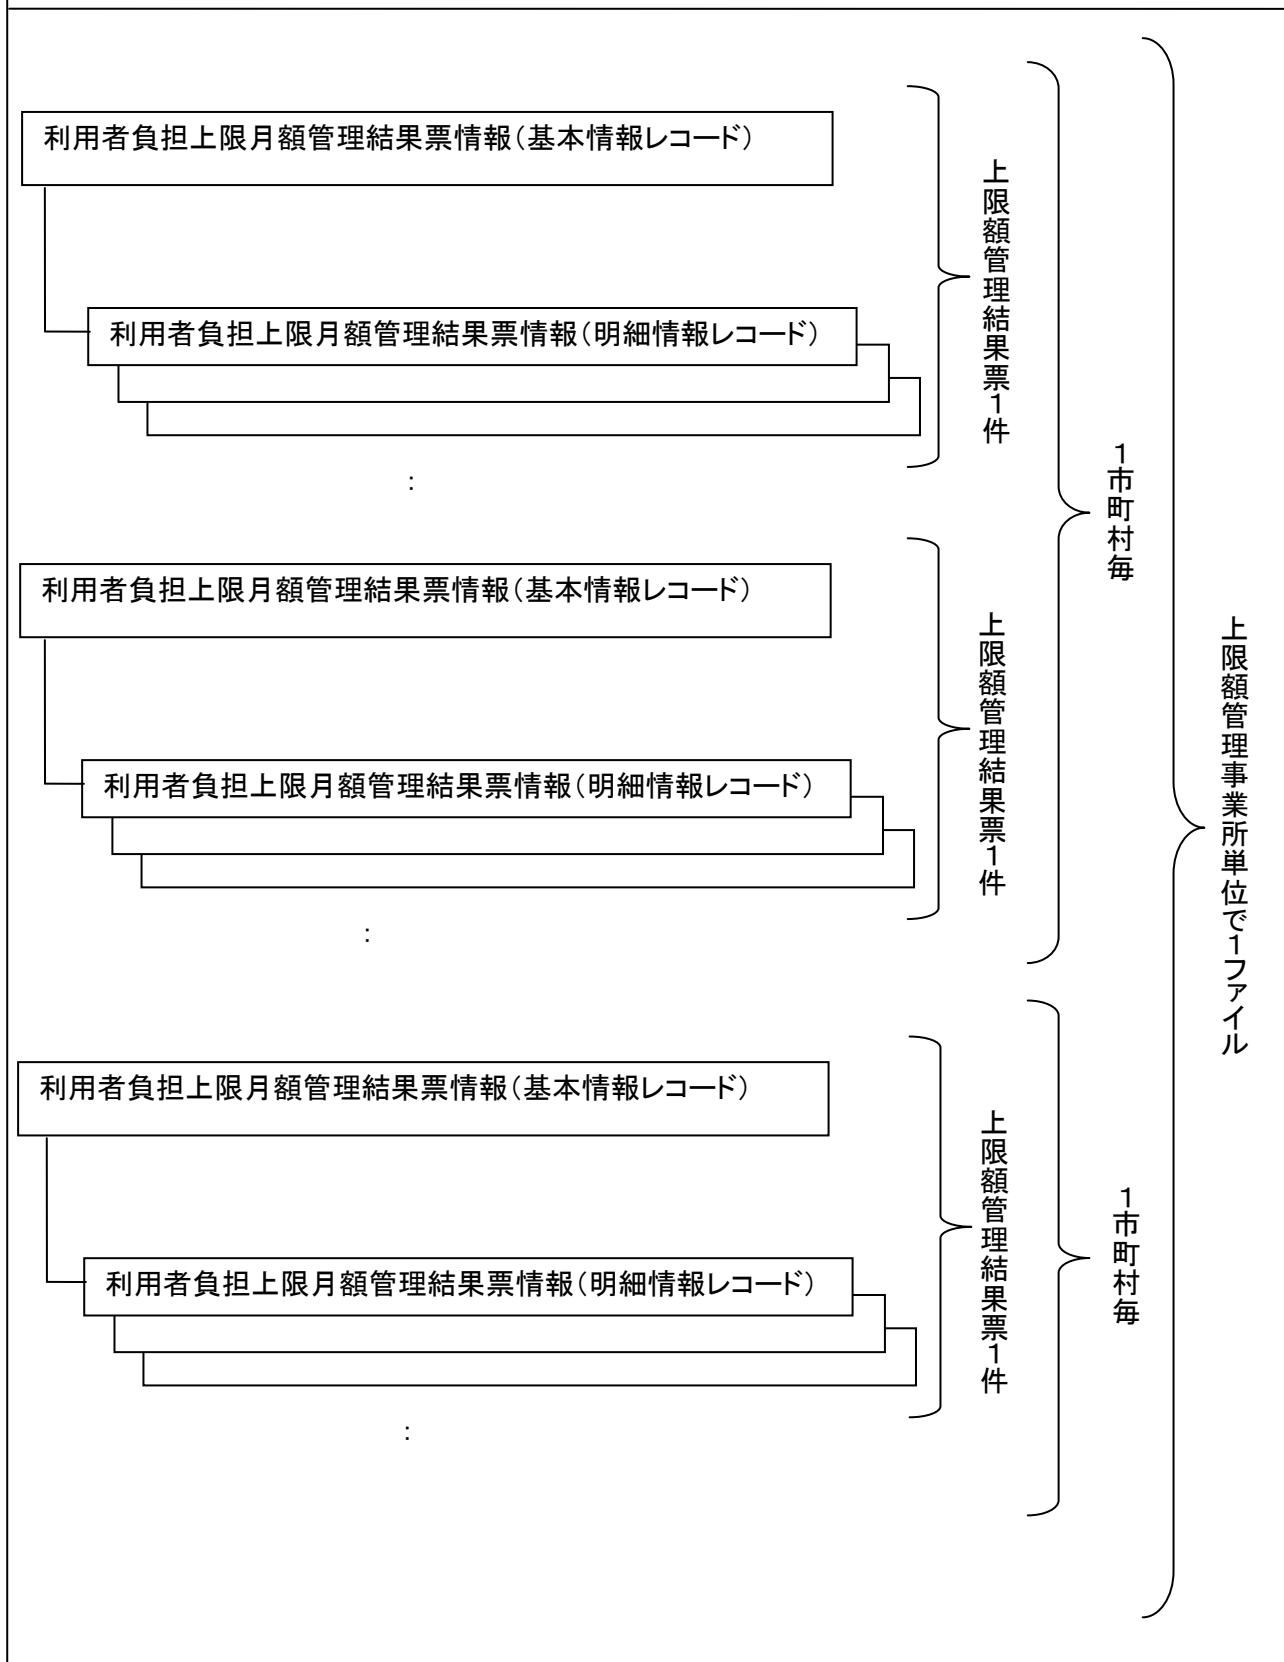 利用者負担上限月額管理結果票情報（基本情報レコード）
利用者負担上限月額管理結果票情報（明細情報レコード）
：
上限額管理結果票１件
利用者負担上限月額管理結果票情報（基本情報レコード）
利用者負担上限月額管理結果票情報（明細情報レコード）
：
上限額管理結果票１件
１市町村毎
利用者負担上限月額管理結果票情報（基本情報レコード）
利用者負担上限月額管理結果票情報（明細情報レコード）
：
上限額管理結果票１件
１市町村毎
上限額管理事業所単位で１ファイル